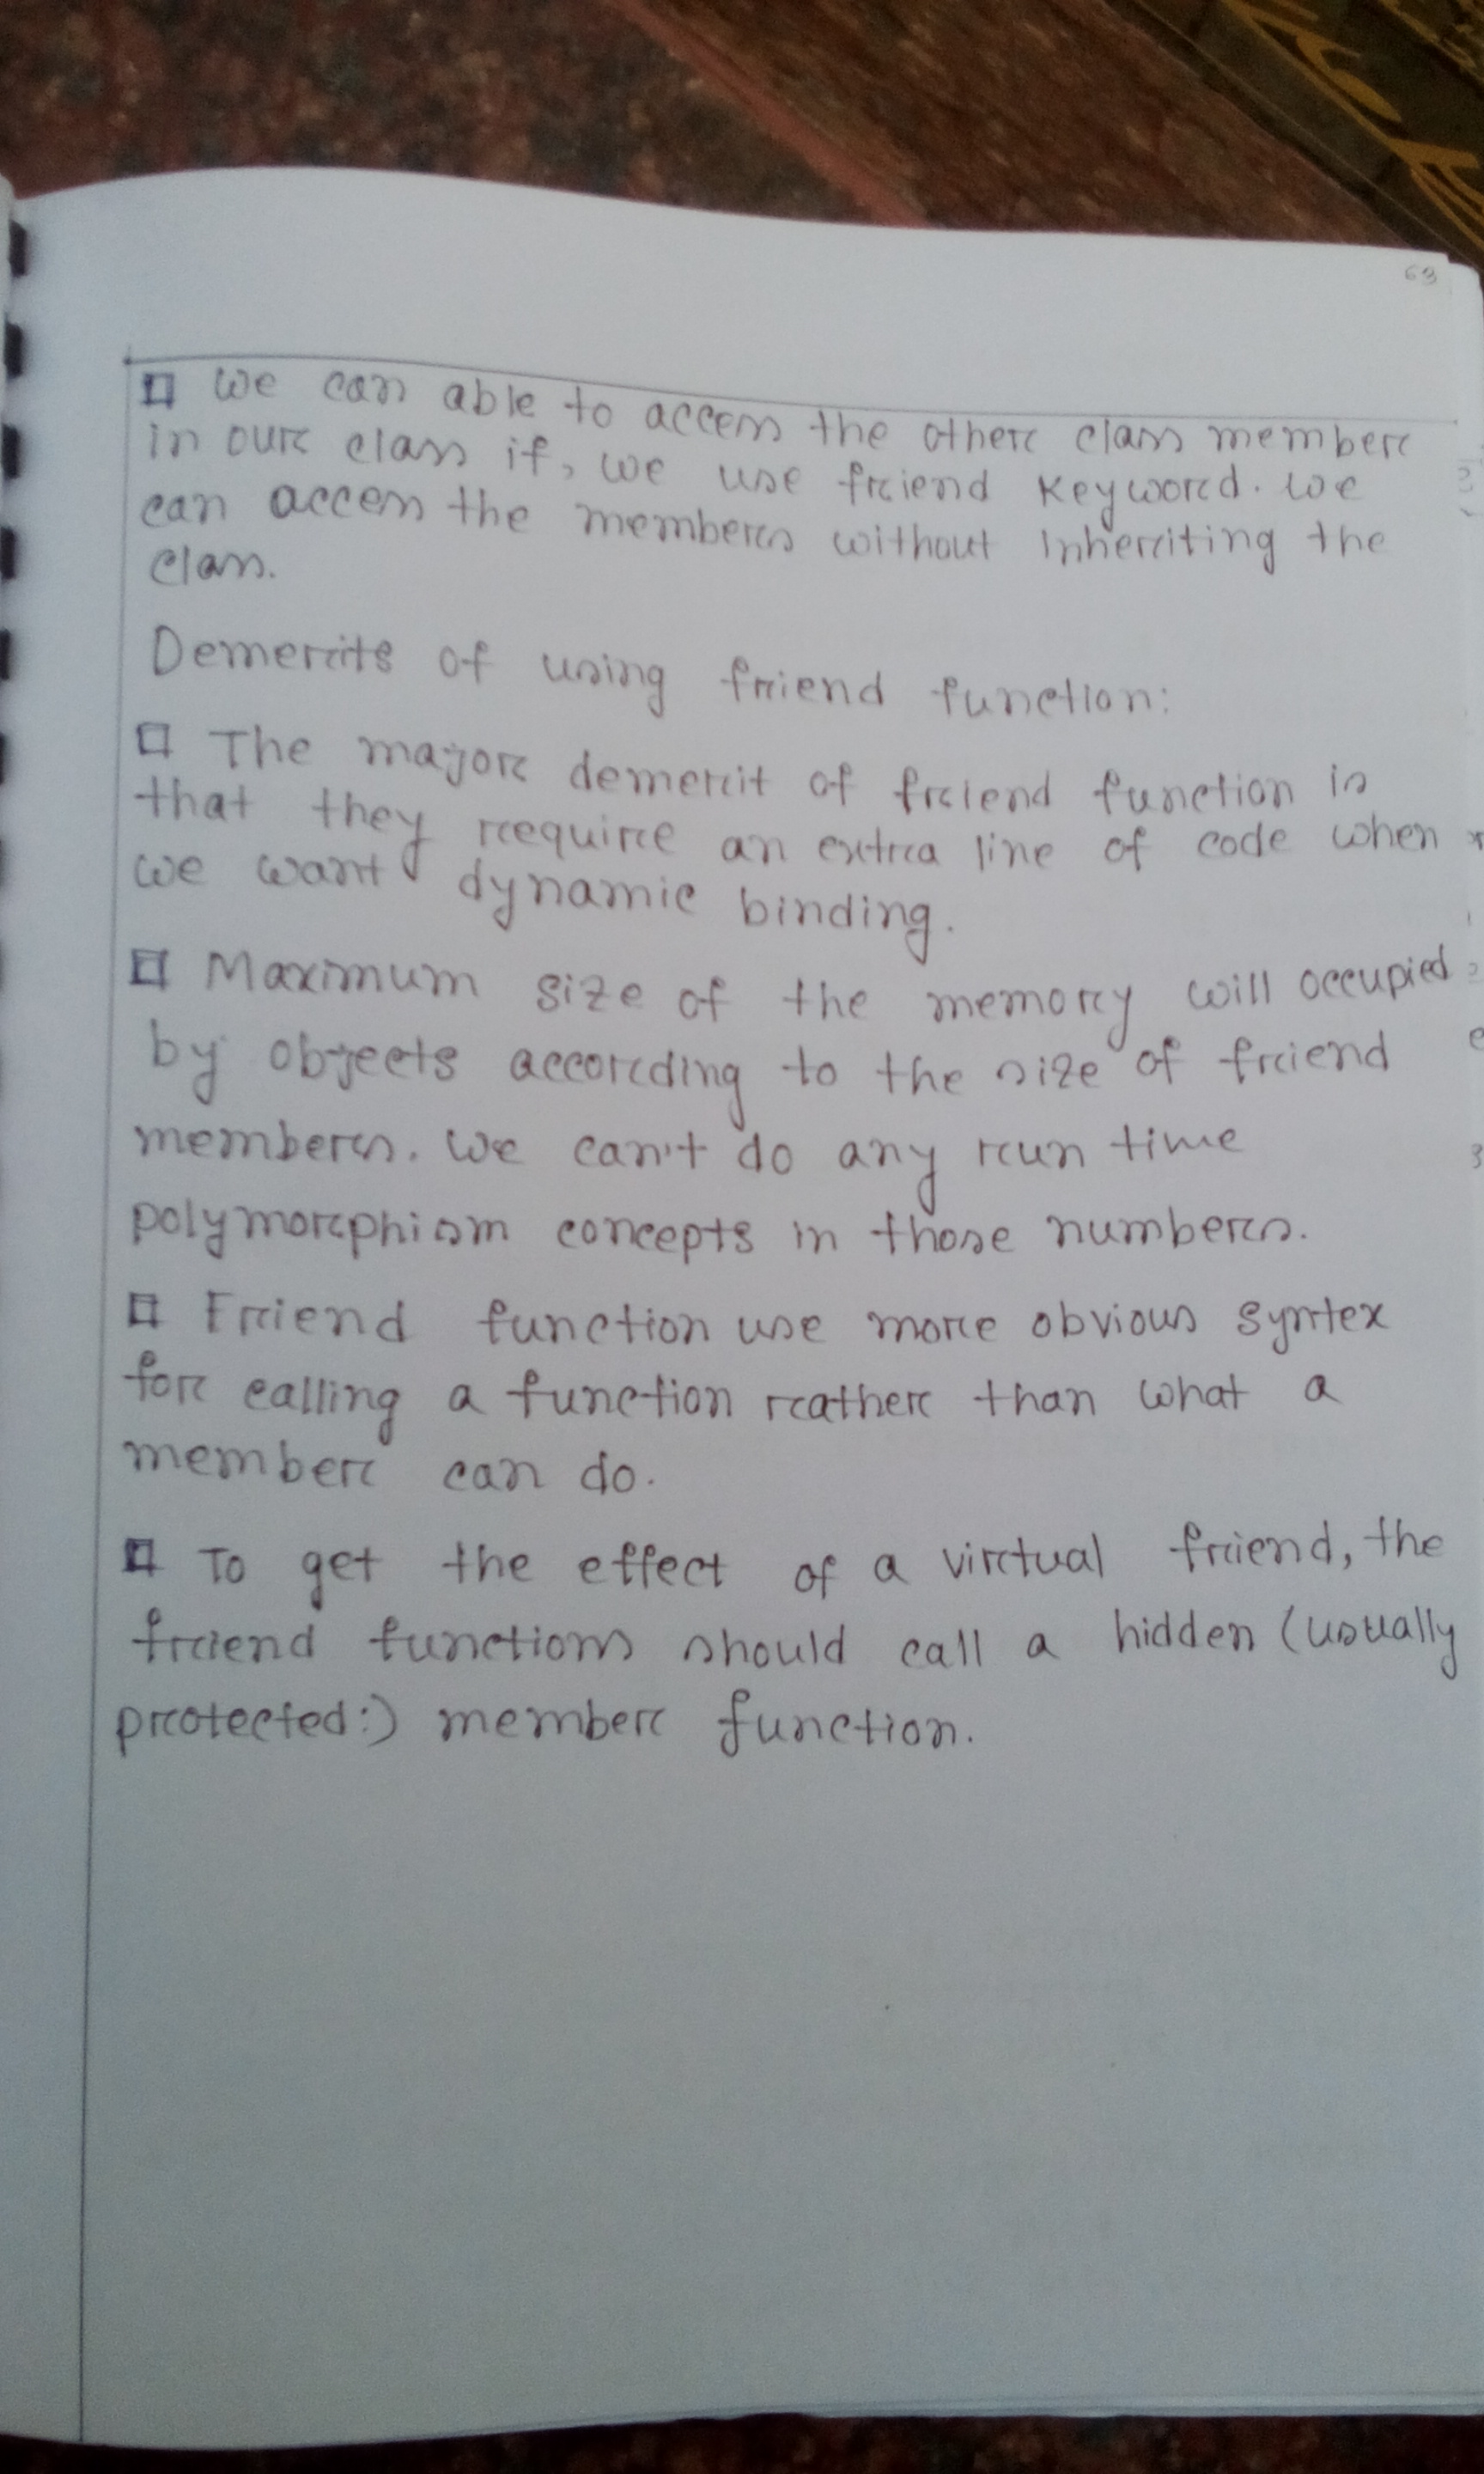 63
□ We can able to access the other class member
in our class if, we use friend keyword. We
can access the members without inheriting the
class.
Demerits of using friend function:
□ The major demerit of friend function is
that they require an extra line of code when
we want dynamic binding.
□ Maximum size of the memory will occupied
by objects according to the size of friend
members. We can't do any run time
polymorphism concepts in those numbers.
□ Friend function use more obvious syntex
for calling a function rather than what a
member can do.
□ To get the effect of a virtual friend, the
friend functions should call a hidden (usually
protected:) member function.